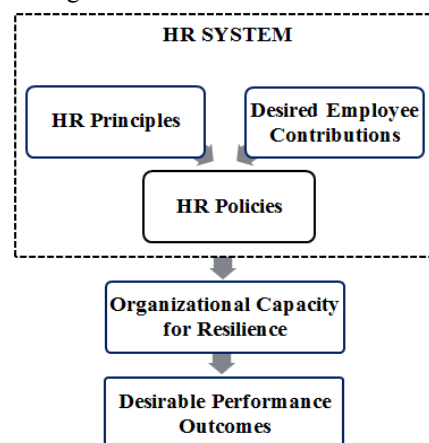 HR SYSTEM
HR Principles
Desired Employee
Contributions
HR Policies
Organizational Capacity
for Resilience
Desirable Performance
Outcomes